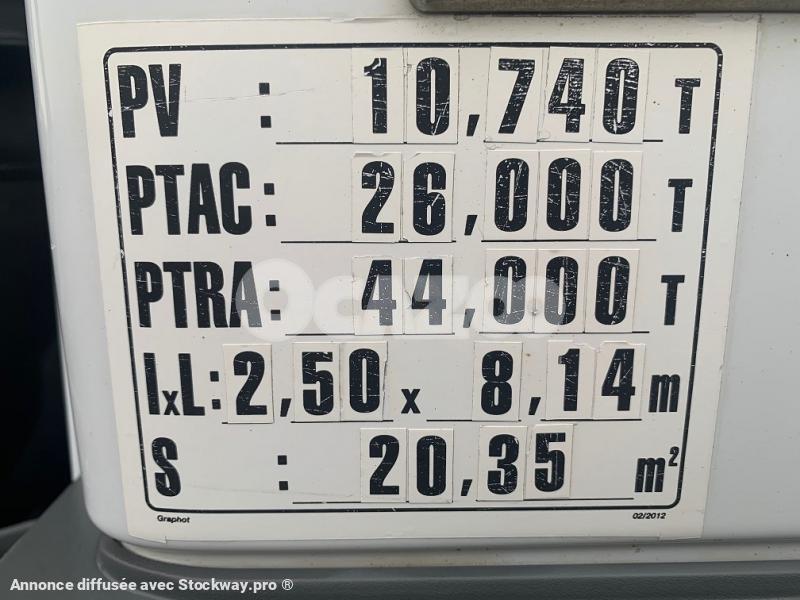 PV : 10,740 T
PTAC: 26,000 T
PTRA: 44,000 T
IxL: 2,50 x 8,14 m
S : 20,35 m²
Graphot 02/2012
Ocazoo
Annonce diffusée avec Stockway.pro ®